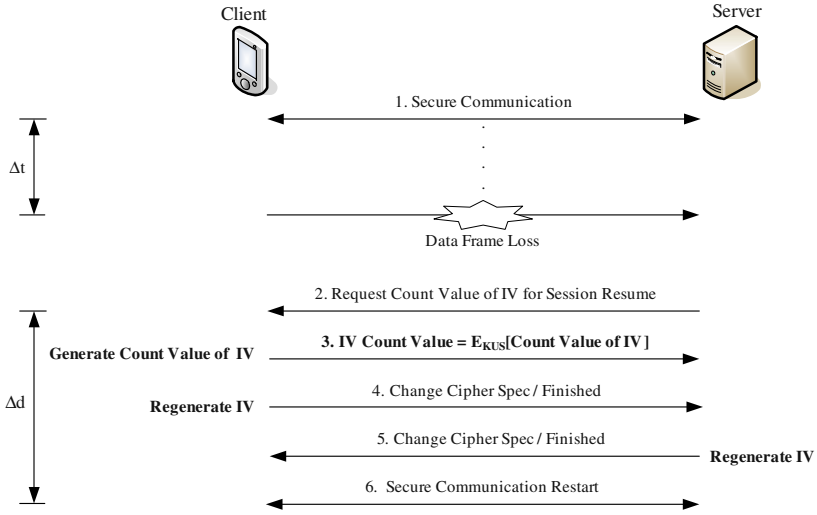 Client
Server
1. Secure Communication
Δt
Data Frame Loss
2. Request Count Value of IV for Session Resume
Generate Count Value of IV
3. IV Count Value = EKUS[Count Value of IV]
4. Change Cipher Spec / Finished
Regenerate IV
Δd
5. Change Cipher Spec / Finished
Regenerate IV
6. Secure Communication Restart